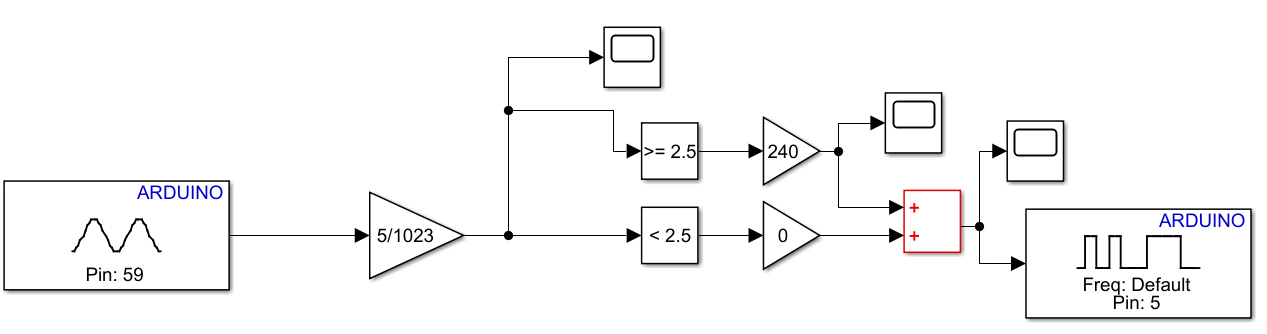 ARDUINO
Pin: 59
5/1023
>= 2.5
240
< 2.5
0
+
+
ARDUINO
Freq: Default
Pin: 5